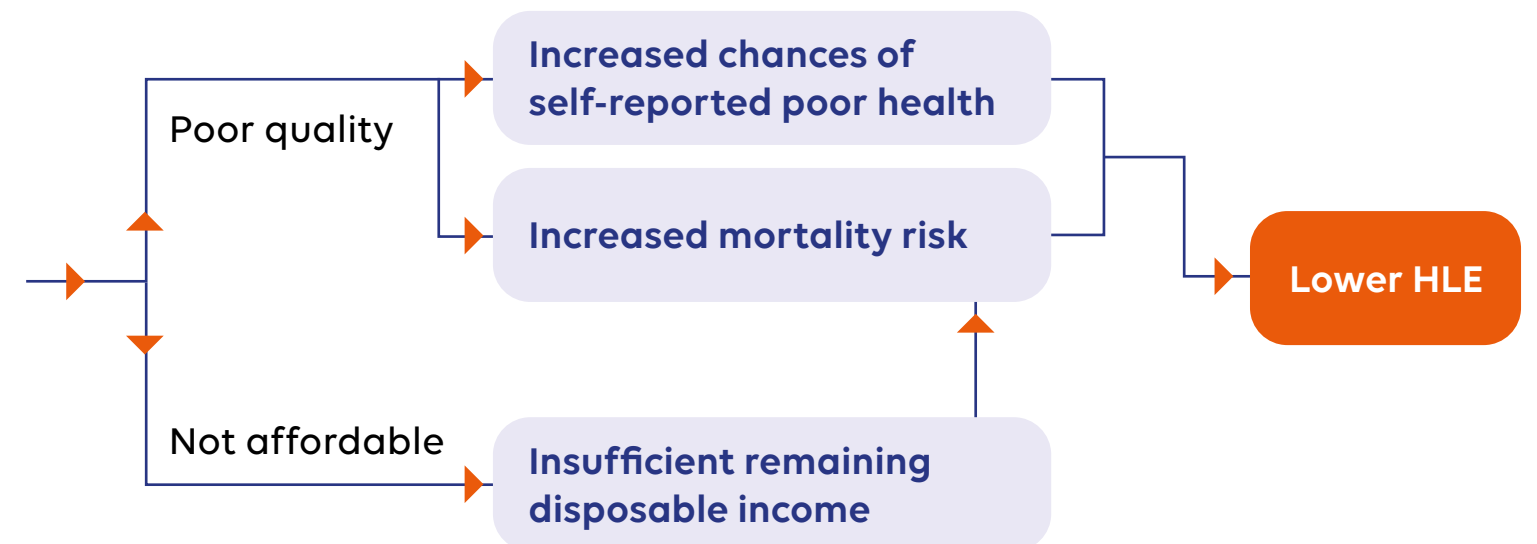 Increased chances of
self-reported poor health
Poor quality
Increased mortality risk
Lower HLE
Not affordable
Insufficient remaining
disposable income